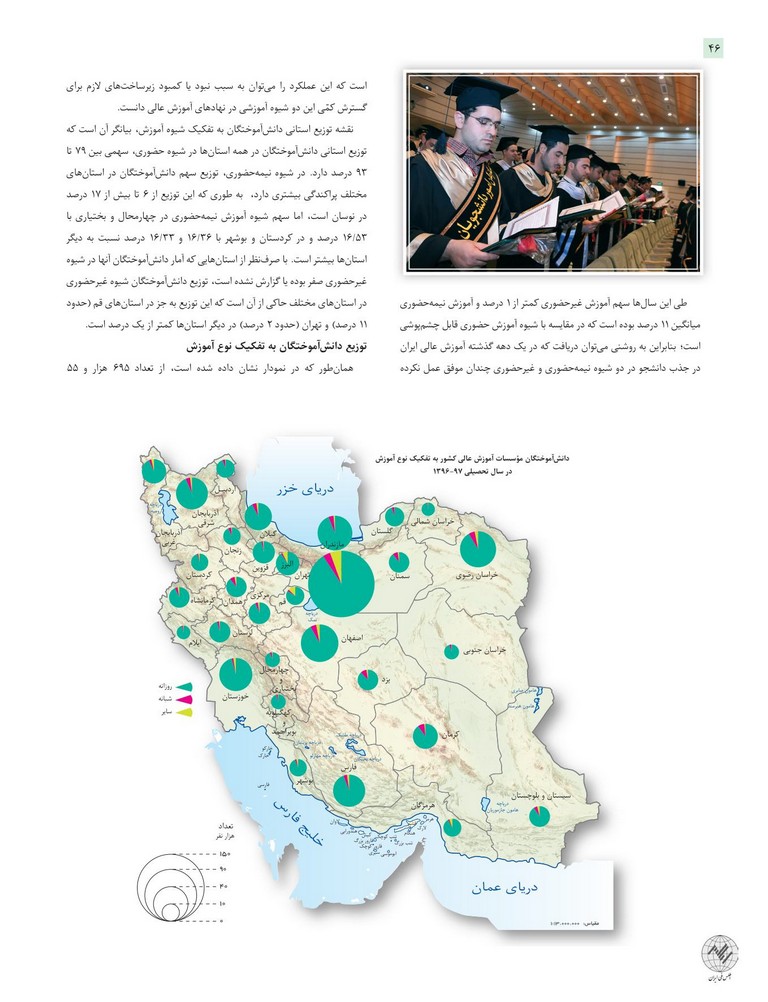 ۴۶
طی این سال‌ها سهم آموزش غیرحضوری کمتر از ۱ درصد و آموزش نیمه‌حضوری
میانگین ۱۱ درصد بوده است که در مقایسه با شیوه آموزش حضوری قابل چشم‌پوشی
است؛ بنابراین به روشنی می‌توان دریافت که در یک دهه گذشته آموزش عالی ایران
در جذب دانشجو در دو شیوه نیمه‌حضوری و غیرحضوری چندان موفق عمل نکرده
است که این عملکرد را می‌توان به سبب نبود یا کمبود زیرساخت‌های لازم برای
گسترش کمّی این دو شیوه آموزشی در نهادهای آموزش عالی دانست.
نقشه توزیع استانی دانش‌آموختگان به تفکیک شیوه آموزش، بیانگر آن است که
توزیع استانی دانش‌آموختگان در همه استان‌ها در شیوه حضوری، سهمی بین ۷۹ تا
۹۳ درصد دارد. در شیوه نیمه‌حضوری، توزیع سهم دانش‌آموختگان در استان‌های
مختلف پراکندگی بیشتری دارد، به طوری که این توزیع از ۶ تا بیش از ۱۷ درصد
در نوسان است، اما سهم شیوه آموزش نیمه‌حضوری در چهارمحال و بختیاری با
۱۶/۵۳ درصد و در کردستان و بوشهر با ۱۶/۳۶ و ۱۶/۳۳ درصد نسبت به دیگر
استان‌ها بیشتر است. با صرف‌نظر از استان‌هایی که آمار دانش‌آموختگان آنها در شیوه
غیرحضوری صفر بوده یا گزارش نشده است، توزیع دانش‌آموختگان شیوه غیرحضوری
در استان‌های مختلف حاکی از آن است که این توزیع به جز در استان‌های قم (حدود
۱۱ درصد) و تهران (حدود ۲ درصد) در دیگر استان‌ها کمتر از یک درصد است.
توزیع دانش‌آموختگان به تفکیک نوع آموزش
همان‌طور که در نمودار نشان داده شده است، از تعداد ۶۹۵ هزار و ۵۵
دانش‌آموختگان مؤسسات آموزش عالی کشور به تفکیک نوع آموزش
در سال تحصیلی ۹۷-۱۳۹۶
دریای خزر
اردبیل
آذربایجان
شرقی
آذربایجان
غربی
گیلان
زنجان
مازندران
گلستان
خراسان شمالی
خراسان رضوی
سمنان
البرز
تهران
قزوین
کردستان
همدان
مرکزی
قم
دریاچه
نمک
کرمانشاه
لرستان
ایلام
اصفهان
خراسان جنوبی
یزد
چهارمحال
و
بختیاری
خوزستان
کهگیلویه
و
بویراحمد
کرمان
فارس
بوشهر
هرمزگان
سیستان و بلوچستان
خلیج فارس
دریای عمان
روزانه
شبانه
سایر
تعداد
هزار نفر
۱۵۰
۹۰
۴۰
۱۰
۰
مقیاس: ۱:۱۳.۰۰۰.۰۰۰